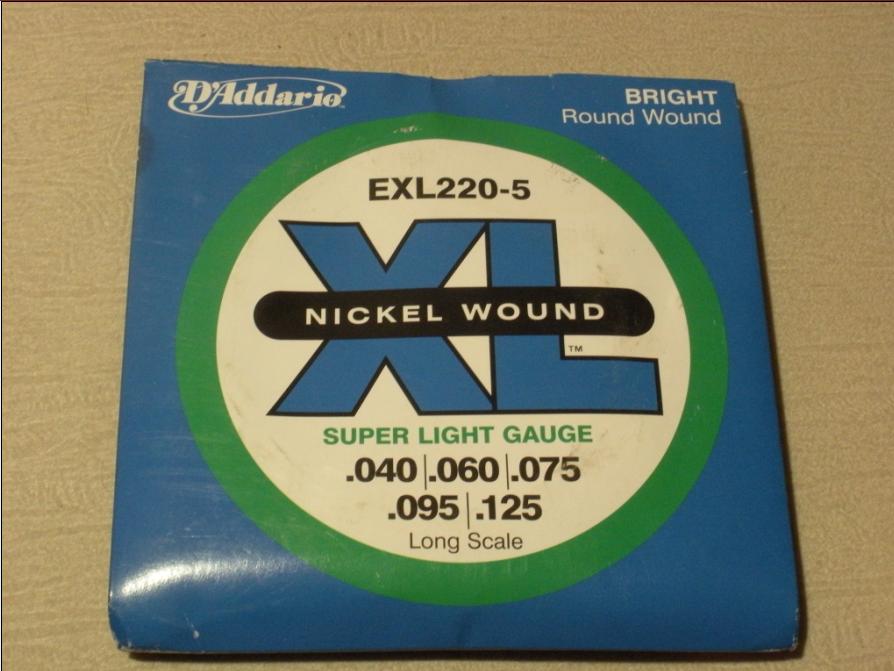 D'Addario
BRIGHT
Round Wound
EXL220-5
XL
NICKEL WOUND
TM
SUPER LIGHT GAUGE
.040|.060|.075
.095|.125
Long Scale